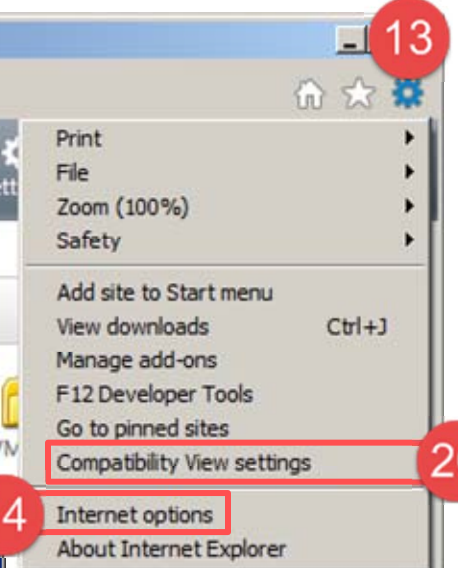 13
Print
File
Zoom (100%)
Safety
Add site to Start menu
View downloads Ctrl+J
Manage add-ons
F12 Developer Tools
Go to pinned sites
Compatibility View settings
4 Internet options
About Internet Explorer